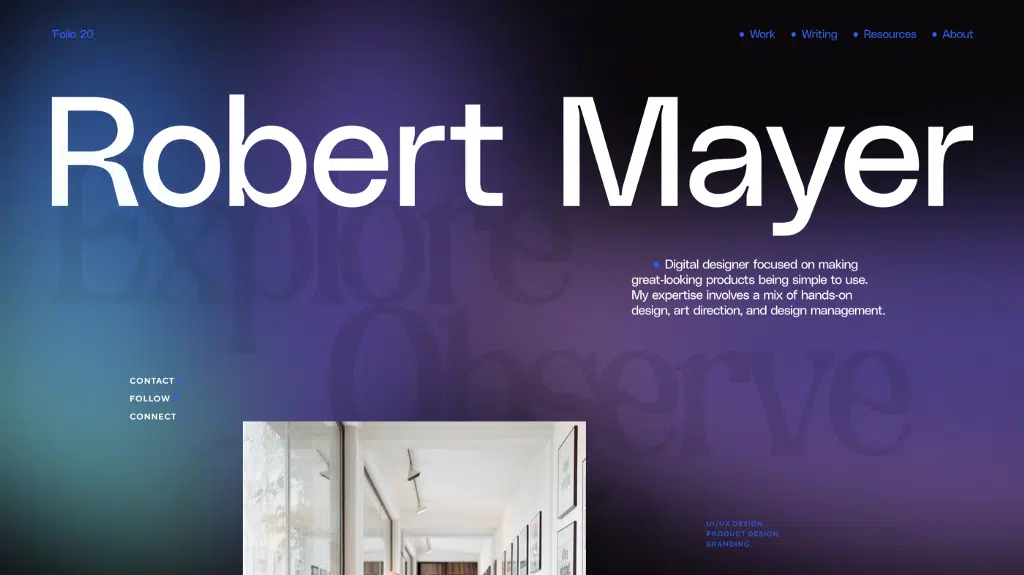 'Folio 20
• Work • Writing • Resources • About
Robert Mayer
Explore
Observe
• Digital designer focused on making
great-looking products being simple to use.
My expertise involves a mix of hands-on
design, art direction, and design management.
CONTACT
FOLLOW
CONNECT
UI/UX DESIGN.
PRODUCT DESIGN.
BRANDING.